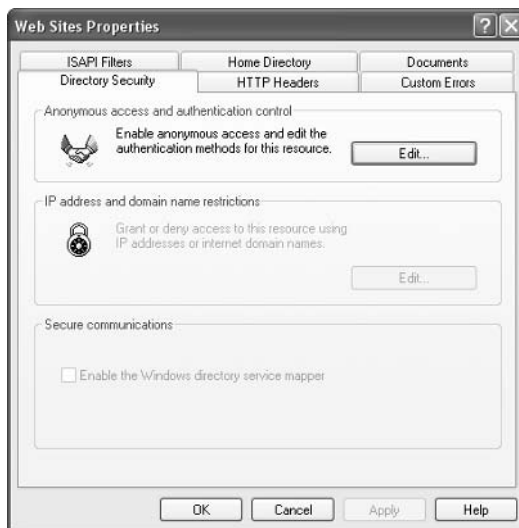 Web Sites Properties
ISAPI Filters Home Directory Documents
Directory Security HTTP Headers Custom Errors
Anonymous access and authentication control
Enable anonymous access and edit the
authentication methods for this resource.
Edit...
IP address and domain name restrictions
Grant or deny access to this resource using
IP addresses or internet domain names.
Edit...
Secure communications
Enable the Windows directory service mapper
OK Cancel Apply Help